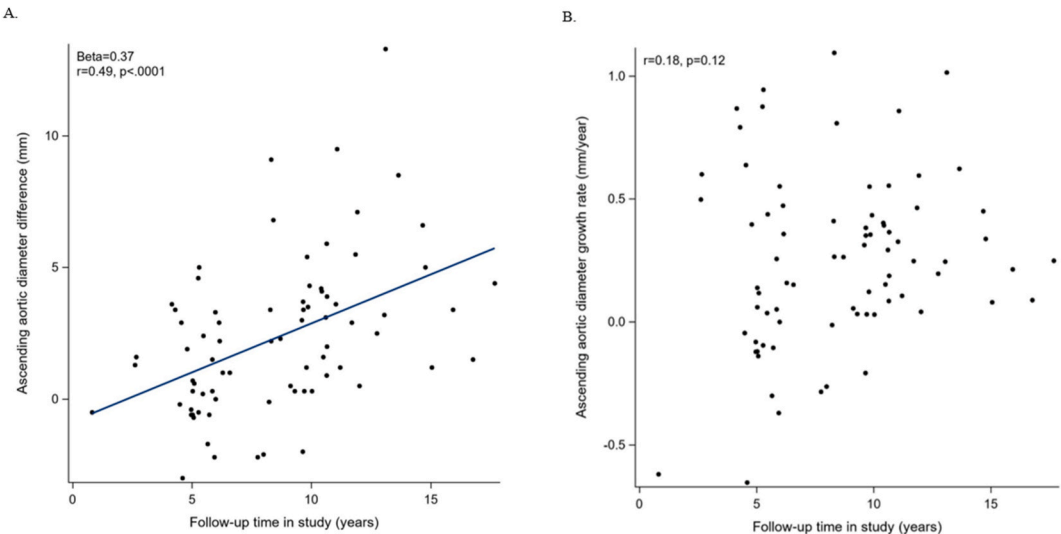 A.
Beta=0.37
r=0.49, p<.0001
Ascending aortic diameter difference (mm)
10
5
0
0 5 10 15
Follow-up time in study (years)
B.
r=0.18, p=0.12
Ascending aortic diameter growth rate (mm/year)
1.0
0.5
0.0
-0.5
0 5 10 15
Follow-up time in study (years)